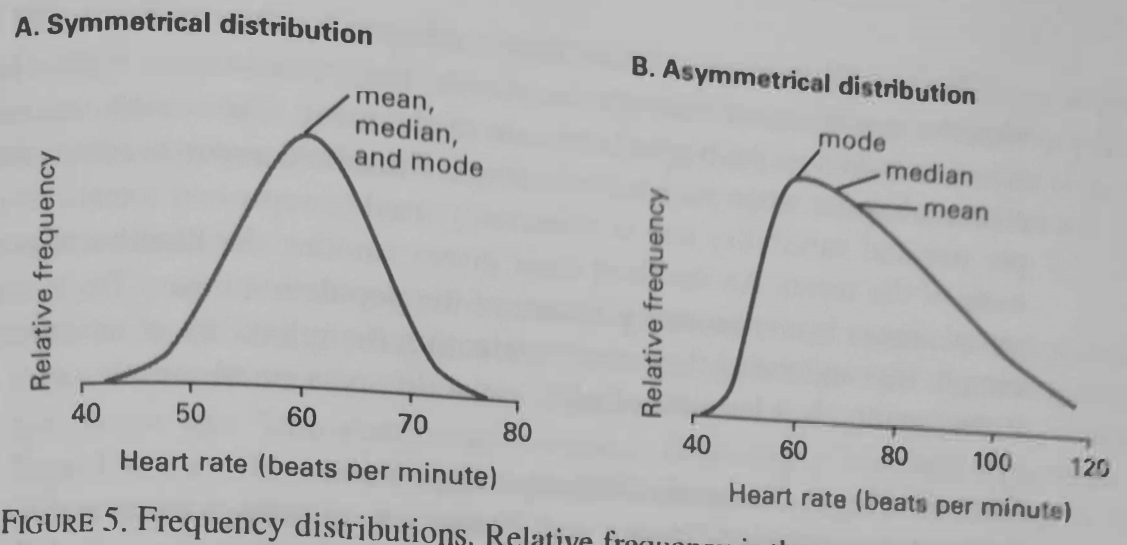 A. Symmetrical distribution
mean,
median,
and mode
Relative frequency
40 50 60 70 80
Heart rate (beats per minute)
B. Asymmetrical distribution
mode
median
mean
Relative frequency
40 60 80 100 120
Heart rate (beats per minute)
FIGURE 5. Frequency distributions. Relative frequency is the